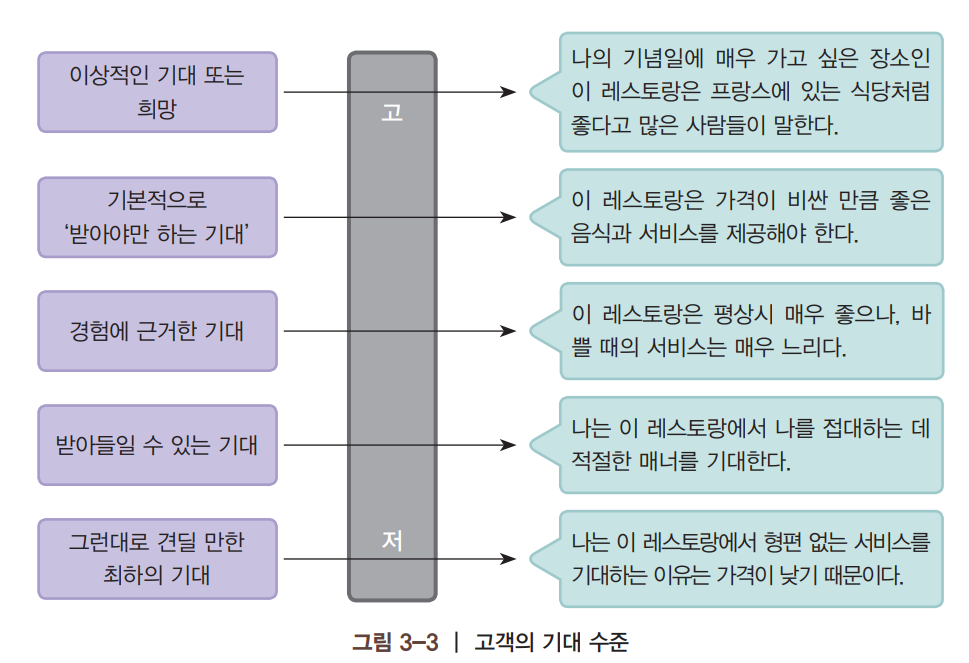 이상적인 기대 또는
희망
고
나의 기념일에 매우 가고 싶은 장소인
이 레스토랑은 프랑스에 있는 식당처럼
좋다고 많은 사람들이 말한다.
기본적으로
‘받아야만 하는 기대’
이 레스토랑은 가격이 비싼 만큼 좋은
음식과 서비스를 제공해야 한다.
경험에 근거한 기대
이 레스토랑은 평상시 매우 좋으나, 바
쁠 때의 서비스는 매우 느리다.
받아들일 수 있는 기대
나는 이 레스토랑에서 나를 접대하는 데
적절한 매너를 기대한다.
그런대로 견딜 만한
최하의 기대
저
나는 이 레스토랑에서 형편 없는 서비스를
기대하는 이유는 가격이 낮기 때문이다.
그림 3-3 | 고객의 기대 수준